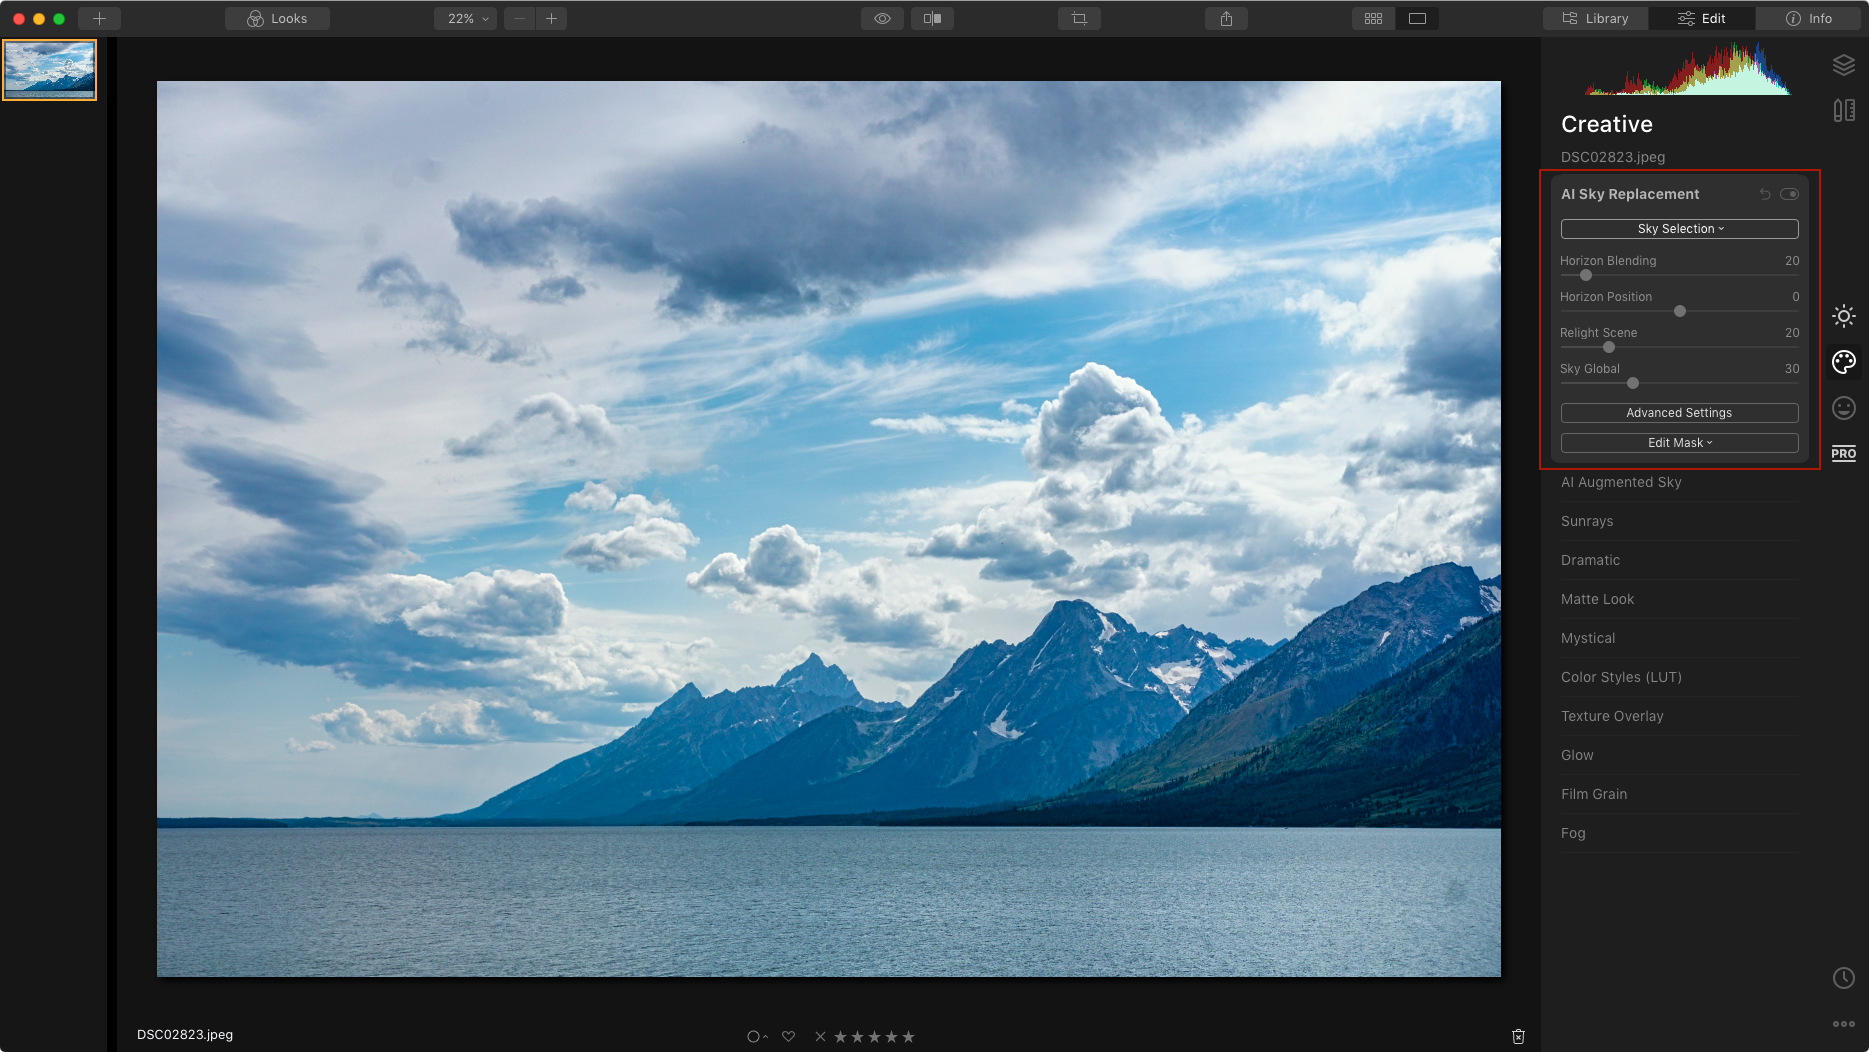 Looks
22%
Library
Edit
Info
Creative
DSC02823.jpeg
AI Sky Replacement
Sky Selection
Horizon Blending 20
Horizon Position 0
Relight Scene 20
Sky Global 30
Advanced Settings
Edit Mask
PRO
AI Augmented Sky
Sunrays
Dramatic
Matte Look
Mystical
Color Styles (LUT)
Texture Overlay
Glow
Film Grain
Fog
DSC02823.jpeg